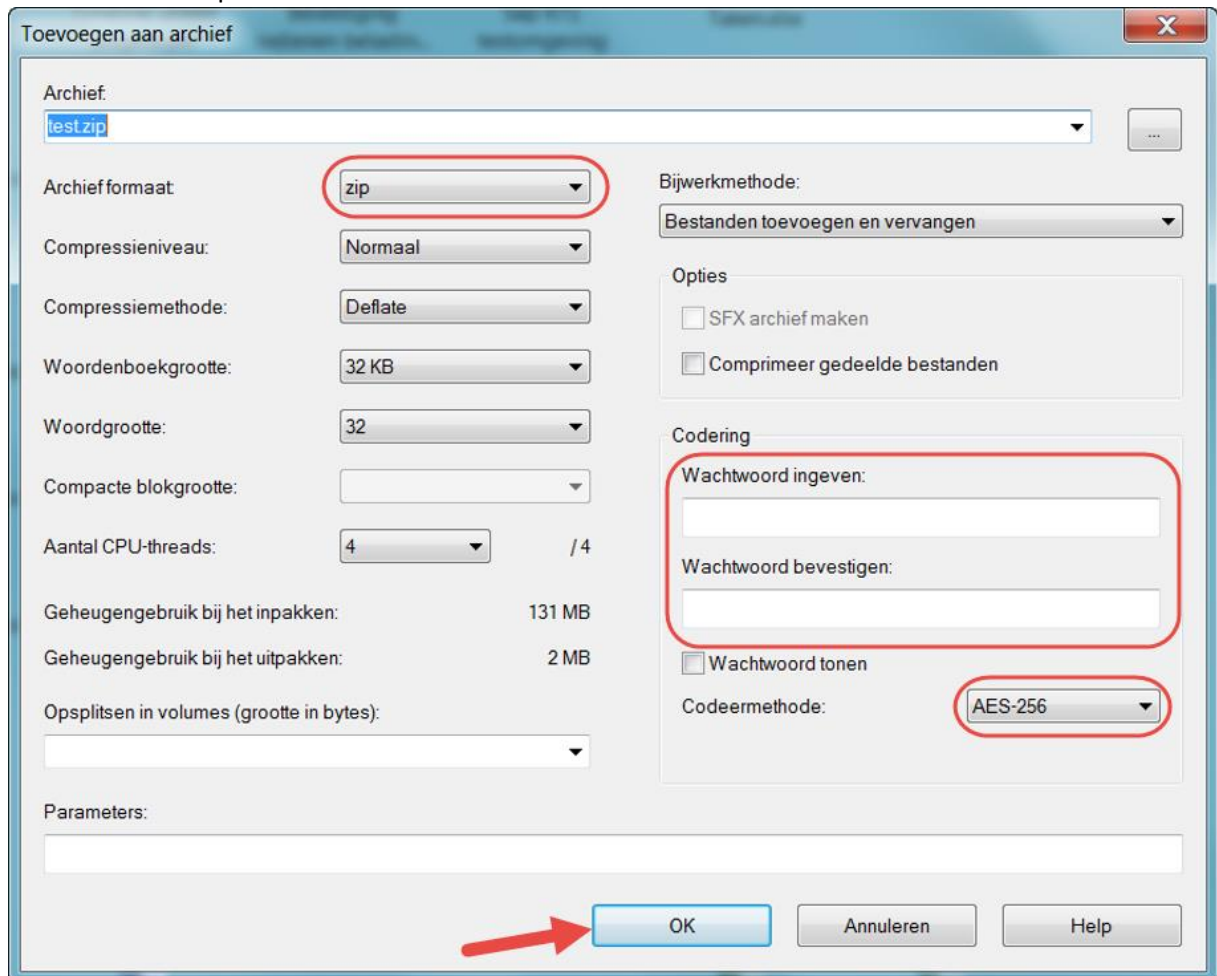 Toevoegen aan archief
Archief:
test.zip
...
Archief formaat:
zip
Bijwerkmethode:
Bestanden toevoegen en vervangen
Compressieniveau:
Normaal
Opties
Compressiemethode:
Deflate
SFX archief maken
Woordenboekgrootte:
32 KB
Comprimeer gedeelde bestanden
Woordgrootte:
32
Codering
Wachtwoord ingeven:
Compacte blokgrootte:
Aantal CPU-threads:
4
/ 4
Wachtwoord bevestigen:
Geheugengebruik bij het inpakken:
131 MB
Geheugengebruik bij het uitpakken:
2 MB
Wachtwoord tonen
Opsplitsen in volumes (grootte in bytes):
Codeermethode:
AES-256
Parameters:
OK
Annuleren
Help